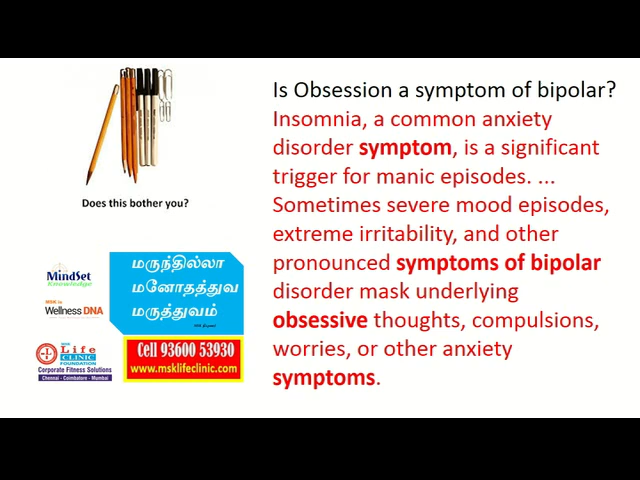 Is Obsession a symptom of bipolar?
Insomnia, a common anxiety
disorder symptom, is a significant
trigger for manic episodes. ...
Sometimes severe mood episodes,
extreme irritability, and other
pronounced symptoms of bipolar
disorder mask underlying
obsessive thoughts, compulsions,
worries, or other anxiety
symptoms.
Does this bother you?
MindSet
Knowledge
மருந்தில்லா
மனோதத்துவ
மருத்துவம்
WellnessDNA
Life
CLINIC
FOUNDATION
Corporate Fitness Solutions
Chennai - Coimbatore - Mumbai
Cell 93600 53930
www.msklifeclinic.com